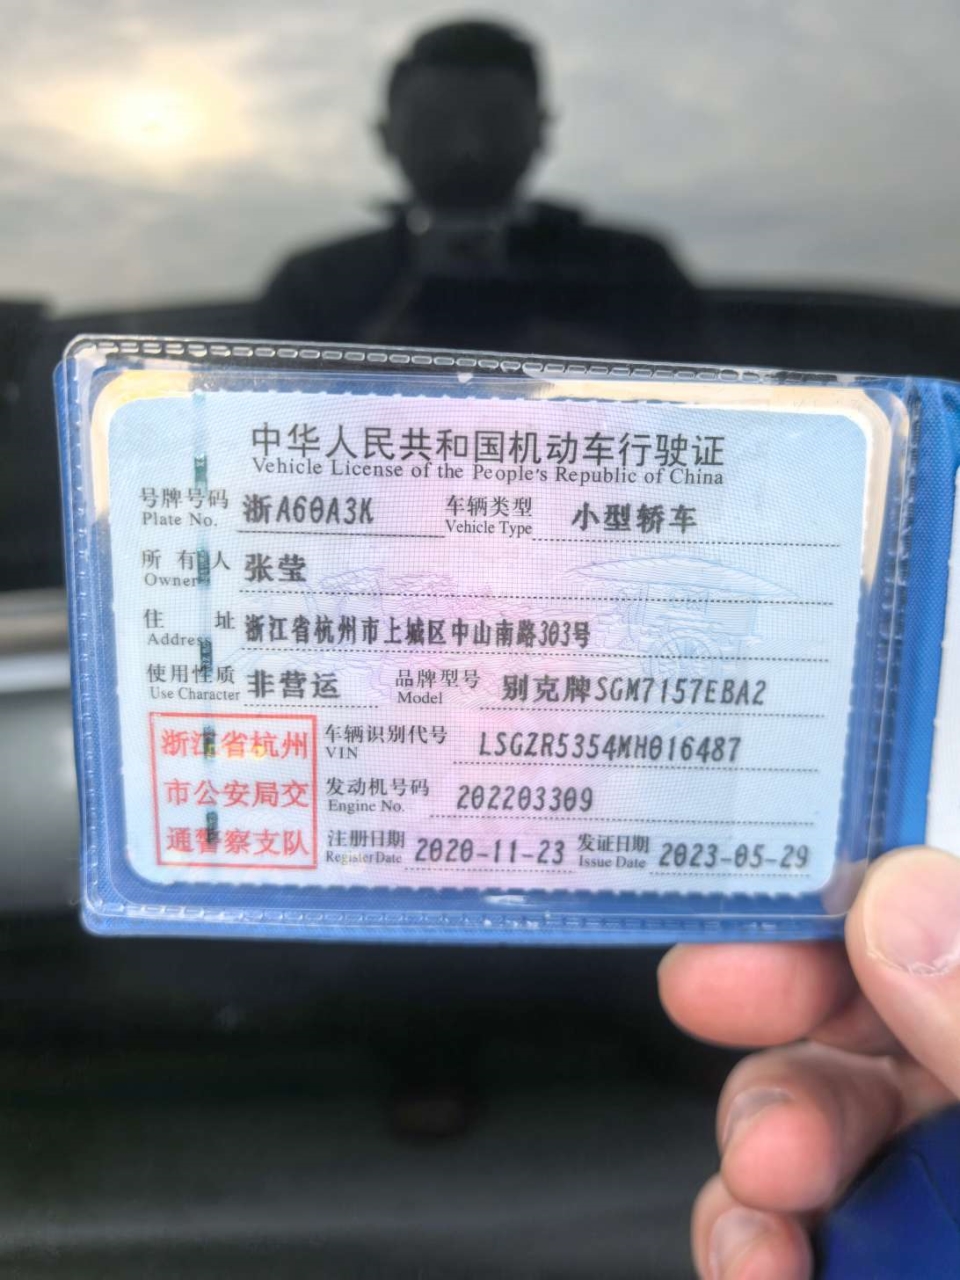 中华人民共和国机动车行驶证
Vehicle License of the People's Republic of China
号牌号码 浙A60A3K 车辆类型 小型轿车
Plate No. Vehicle Type
所有人 张莹
Owner
住址 浙江省杭州市上城区中山南路303号
Address
使用性质 非营运 品牌型号 别克牌SGM7157EBA2
Use Character Model
浙江省杭州 车辆识别代号 LSGZR5354MH016487
VIN
市公安局交 发动机号码 202203309
Engine No.
通警察支队 注册日期 2020-11-23 发证日期 2023-05-29
Register Date Issue Date